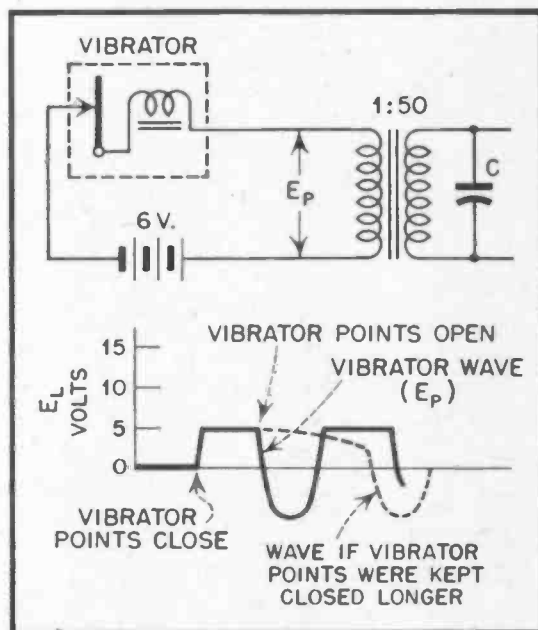 VIBRATOR
1:50
E_P
C
6 V.
VIBRATOR POINTS OPEN
VIBRATOR WAVE
(E_P)
E_L
VOLTS
15
10
5
0
VIBRATOR
POINTS CLOSE
WAVE IF VIBRATOR
POINTS WERE KEPT
CLOSED LONGER